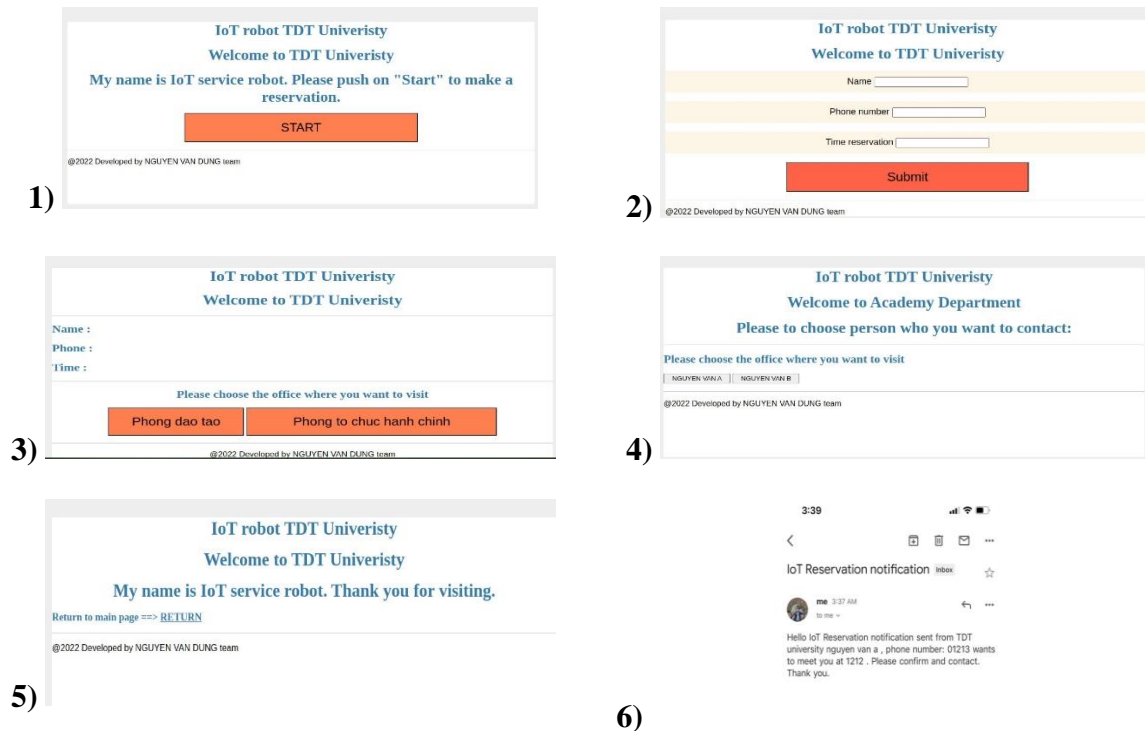 IoT robot TDT Univeristy
Welcome to TDT Univeristy
My name is IoT service robot. Please push on "Start" to make a
reservation.
START
@2022 Developed by NGUYEN VAN DUNG team
1)
IoT robot TDT Univeristy
Welcome to TDT Univeristy
Name
Phone number
Time reservation
Submit
@2022 Developed by NGUYEN VAN DUNG team
2)
IoT robot TDT Univeristy
Welcome to TDT Univeristy
Name :
Phone :
Time :
Please choose the office where you want to visit
Phong dao tao Phong to chuc hanh chinh
@2022 Developed by NGUYEN VAN DUNG team
3)
IoT robot TDT Univeristy
Welcome to Academy Department
Please to choose person who you want to contact:
Please choose the office where you want to visit
NGUYEN VAN A NGUYEN VAN B
@2022 Developed by NGUYEN VAN DUNG team
4)
IoT robot TDT Univeristy
Welcome to TDT Univeristy
My name is IoT service robot. Thank you for visiting.
Return to main page ==> RETURN
@2022 Developed by NGUYEN VAN DUNG team
5)
3:39
IoT Reservation notification Inbox
me 3:37 AM
to me
Hello IoT Reservation notification sent from TDT
university nguyen van a , phone number: 01213 wants
to meet you at 1212 . Please confirm and contact.
Thank you.
6)